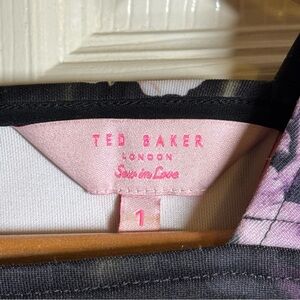 TED BAKER
LONDON
Sew in Love
1